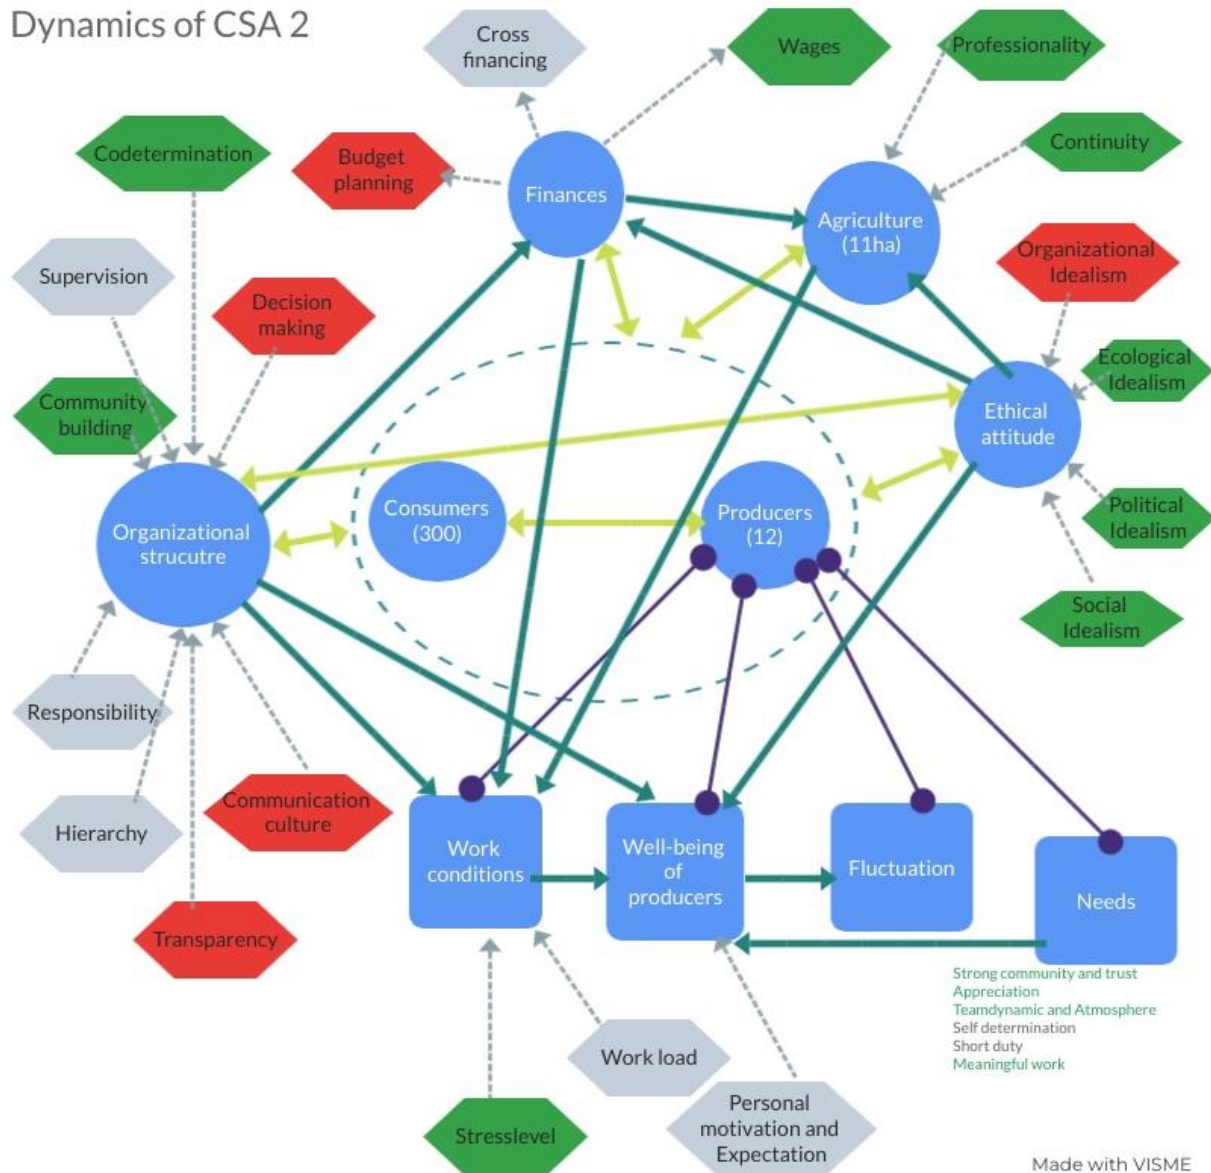 Dynamics of CSA 2
Cross
financing
Wages
Professionality
Codetermination
Budget
planning
Continuity
Finances
Agriculture
(11ha)
Supervision
Decision
making
Organizational
Idealism
Community
building
Ecological
Idealism
Ethical
attitude
Organizational
strucutre
Consumers
(300)
Producers
(12)
Political
Idealism
Social
Idealism
Responsibility
Hierarchy
Communication
culture
Transparency
Work
conditions
Well-being
of
producers
Fluctuation
Needs
Strong community and trust
Appreciation
Teamdynamic and Atmosphere
Self determination
Short duty
Meaningful work
Work load
Stresslevel
Personal
motivation and
Expectation
Made with VISME